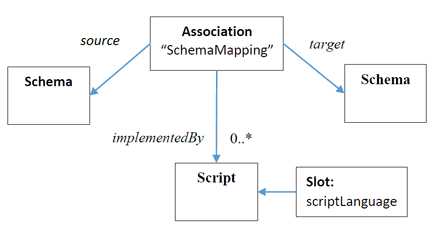 Association
“SchemaMapping”
source
target
Schema
Schema
implementedBy
0..*
Script
Slot:
scriptLanguage